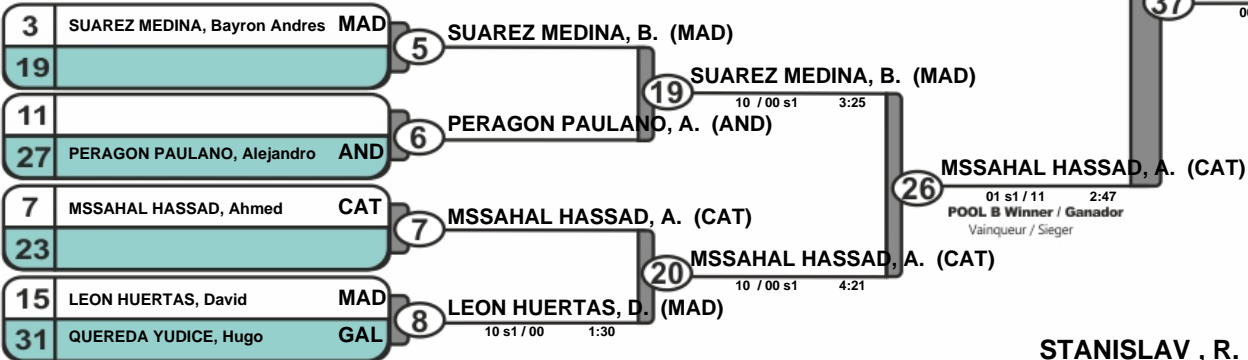 3 SUAREZ MEDINA, Bayron Andres MAD
19
5 SUAREZ MEDINA, B. (MAD)
11
27 PERAGON PAULANO, Alejandro AND
6 PERAGON PAULANO, A. (AND)
19 SUAREZ MEDINA, B. (MAD)
10 / 00 s1 3:25
7 MSSAHAL HASSAD, Ahmed CAT
23
7 MSSAHAL HASSAD, A. (CAT)
15 LEON HUERTAS, David MAD
31 QUEREDA YUDICE, Hugo GAL
8 LEON HUERTAS, D. (MAD)
10 s1 / 00 1:30
20 MSSAHAL HASSAD, A. (CAT)
10 / 00 s1 4:21
26 MSSAHAL HASSAD, A. (CAT)
01 s1 / 11 2:47
POOL B Winner / Ganador
Vainqueur / Sieger
37
STANISLAV , R.